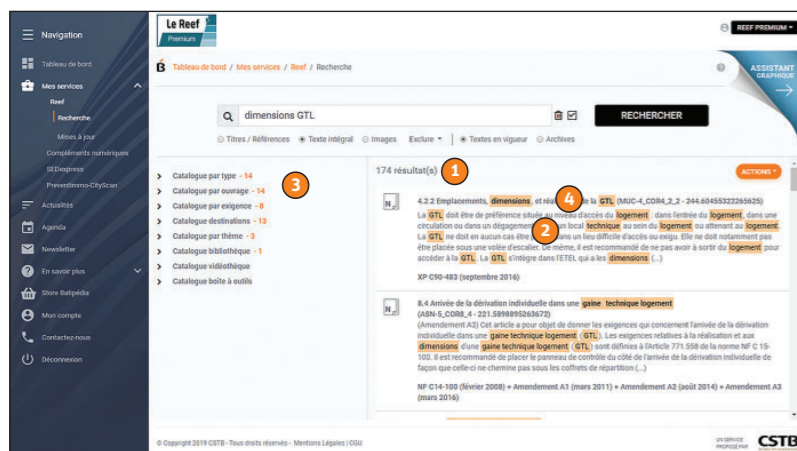 Navigation
Le Reef
Premium
REEF PREMIUM
Tableau de bord
Mes services
Reef
Recherche
Mises à jour
Compléments numériques
SEDexpress
Preventimmo-CityScan
Actualités
Agenda
Newsletter
En savoir plus
Store Batipédia
Mon compte
Contactez-nous
Déconnexion
Tableau de bord / Mes services / Reef / Recherche
ASSISTANT
GRAPHIQUE
dimensions GTL
RECHERCHER
Titres / Références Texte intégral Images Exclure Textes en vigueur Archives
Catalogue par type - 14
Catalogue par ouvrage - 14
Catalogue par exigence - 8
Catalogue destinations - 13
Catalogue par thème - 3
Catalogue bibliothèque - 1
Catalogue vidéothèque
Catalogue boîte à outils
3
174 résultat(s)
1
ACTIONS
4
2
N
4.2.2 Emplacements, dimensions, et de la GTL (MUC-4_COR4_2_2 - 244.60455322265625)
La GTL doit être de préférence située au niveau d'accès du logement : dans l'entrée du logement, dans une
circulation ou dans un dégagement un local technique au sein du logement ou attenant au logement.
La GTL ne doit en aucun cas être dans un lieu difficile d'accès ou exigu. Elle ne doit notamment pas
être placée sous une volée d'escalier. De même, il est recommandé de ne pas avoir à sortir du logement pour
accéder à la GTL. La GTL s'intègre dans l'ETEL qui a les dimensions (...)
XP C90-483 (septembre 2016)
N
8.4 Arrivée de la dérivation individuelle dans une gaine technique logement
(ASN-5_COR8_4 - 221.5898895263672)
(Amendement A3) Cet article a pour objet de donner les exigences qui concernent l'arrivée de la dérivation
individuelle dans une gaine technique logement (GTL). Les exigences relatives à la réalisation et aux
dimensions d'une gaine technique logement (GTL) sont définies à l'Article 771.558 de la norme NF C 15-
100. Il est recommandé de placer le panneau de contrôle du côté de l'arrivée de la dérivation individuelle de
façon que celle-ci ne chemine pas sous les coffrets de répartition (...)
NF C14-100 (février 2008) + Amendement A1 (mars 2011) + Amendement A2 (août 2014) + Amendement A3
(mars 2016)
© Copyright 2019 CSTB - Tous droits réservés - Mentions Légales | CGU
UN SERVICE
PROPOSÉ PAR
CSTB